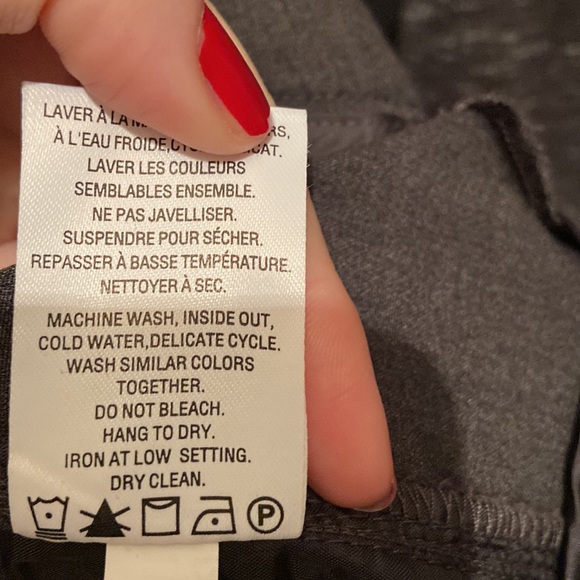 LAVER À LA
À L'EAU FROIDE,
LAVER LES COULEURS
SEMBLABLES ENSEMBLE.
NE PAS JAVELLISER.
SUSPENDRE POUR SÉCHER.
REPASSER À BASSE TEMPÉRATURE.
NETTOYER À SEC.
MACHINE WASH, INSIDE OUT,
COLD WATER,DELICATE CYCLE.
WASH SIMILAR COLORS
TOGETHER.
DO NOT BLEACH.
HANG TO DRY.
IRON AT LOW SETTING.
DRY CLEAN.
P